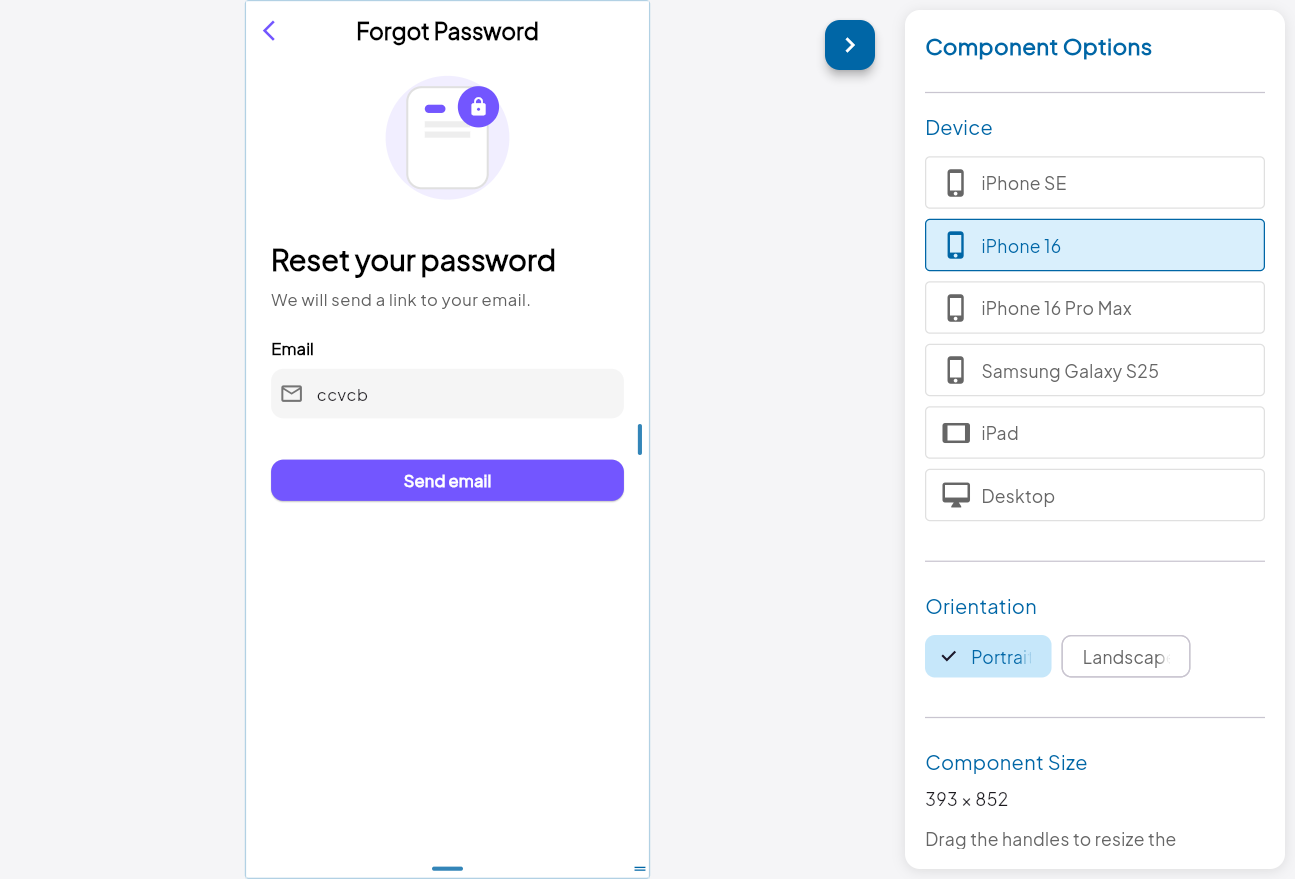 Forgot Password
Reset your password
We will send a link to your email.
Email
ccvcb
Send email
Component Options
Device
iPhone SE
iPhone 16
iPhone 16 Pro Max
Samsung Galaxy S25
iPad
Desktop
Orientation
Portrait
Landscape
Component Size
393 × 852
Drag the handles to resize the